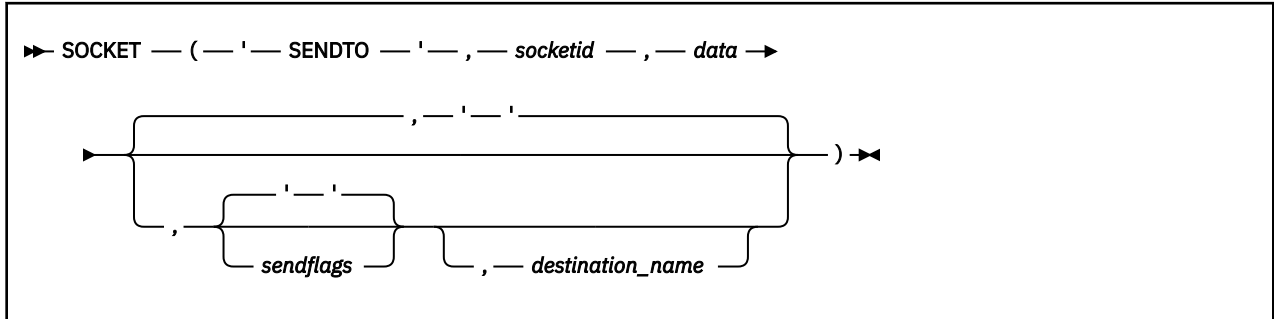 SOCKET ( ' SENDTO ' , socketid , data
, ' '
)
' '
,
sendflags , destination_name